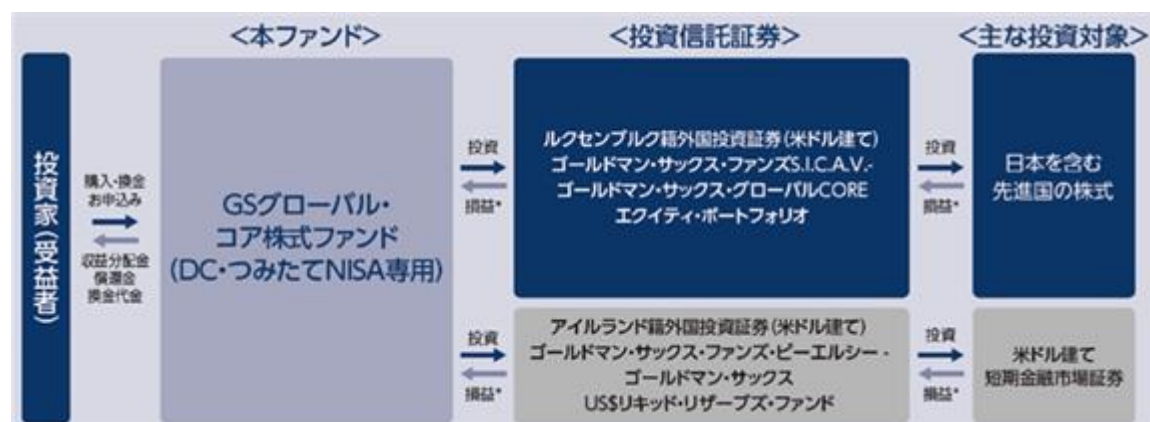 <本ファンド>
<投資信託証券>
<主な投資対象>
投資家(受益者)
購入・換金
お申込み
収益分配金
償還金
換金代金
GSグローバル・
コア株式ファンド
(DC・つみたてNISA専用)
投資
損益*
ルクセンブルク籍外国投資証券(米ドル建て)
ゴールドマン・サックス・ファンズS.I.C.A.V.-
ゴールドマン・サックス・グローバルCORE
エクイティ・ポートフォリオ
投資
損益*
日本を含む
先進国の株式
投資
損益*
アイルランド籍外国投資証券(米ドル建て)
ゴールドマン・サックス・ファンズ・ピーエルシー -
ゴールドマン・サックス
US$リキッド・リザーブズ・ファンド
投資
損益*
米ドル建て
短期金融市場証券